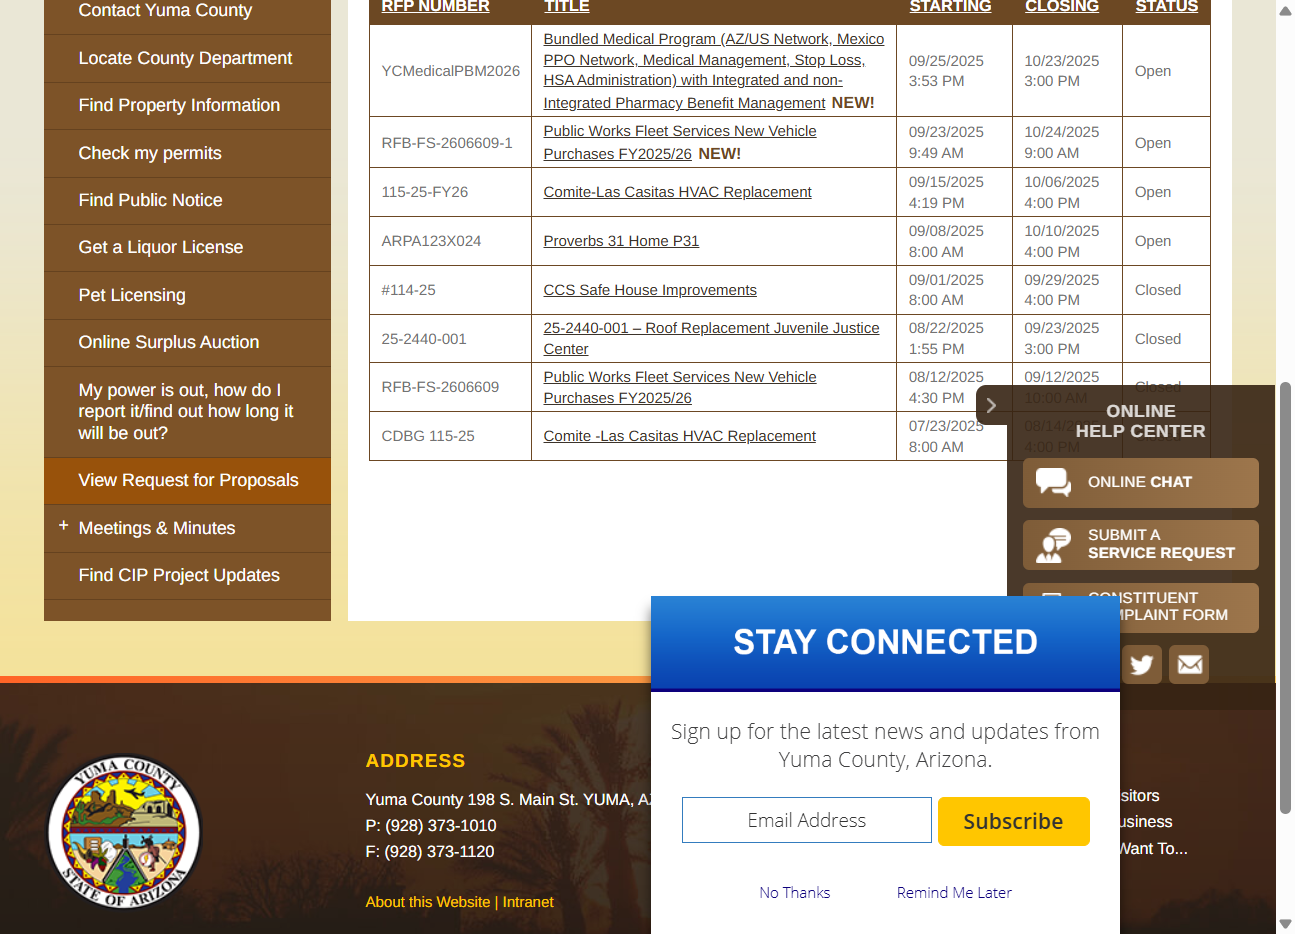 Contact Yuma County
Locate County Department
Find Property Information
Check my permits
Find Public Notice
Get a Liquor License
Pet Licensing
Online Surplus Auction
My power is out, how do I
report it/find out how long it
will be out?
View Request for Proposals
+ Meetings & Minutes
Find CIP Project Updates
RFP NUMBER TITLE STARTING CLOSING STATUS
YCMedicalPBM2026
Bundled Medical Program (AZ/US Network, Mexico
PPO Network, Medical Management, Stop Loss,
HSA Administration) with Integrated and non-
Integrated Pharmacy Benefit Management NEW!
09/25/2025
3:53 PM
10/23/2025
3:00 PM
Open
RFB-FS-2606609-1
Public Works Fleet Services New Vehicle
Purchases FY2025/26 NEW!
09/23/2025
9:49 AM
10/24/2025
9:00 AM
Open
115-25-FY26
Comite-Las Casitas HVAC Replacement
09/15/2025
4:19 PM
10/06/2025
4:00 PM
Open
ARPA123X024
Proverbs 31 Home P31
09/08/2025
8:00 AM
10/10/2025
4:00 PM
Open
#114-25
CCS Safe House Improvements
09/01/2025
8:00 AM
09/29/2025
4:00 PM
Closed
25-2440-001
25-2440-001 – Roof Replacement Juvenile Justice
Center
08/22/2025
1:55 PM
09/23/2025
3:00 PM
Closed
RFB-FS-2606609
Public Works Fleet Services New Vehicle
Purchases FY2025/26
08/12/2025
4:30 PM
09/12/2025
10:00 AM
Closed
CDBG 115-25
Comite -Las Casitas HVAC Replacement
07/23/2025
8:00 AM
08/14/2
4:00 PM
ONLINE
HELP CENTER
ONLINE CHAT
SUBMIT A
SERVICE REQUEST
CONSTITUENT
MPLAINT FORM
STAY CONNECTED
Sign up for the latest news and updates from
Yuma County, Arizona.
Email Address
Subscribe
No Thanks Remind Me Later
YUMA COUNTY
STATE OF ARIZONA
ADDRESS
Yuma County 198 S. Main St. YUMA, AZ
P: (928) 373-1010
F: (928) 373-1120
About this Website | Intranet
sitors
usiness
Want To...